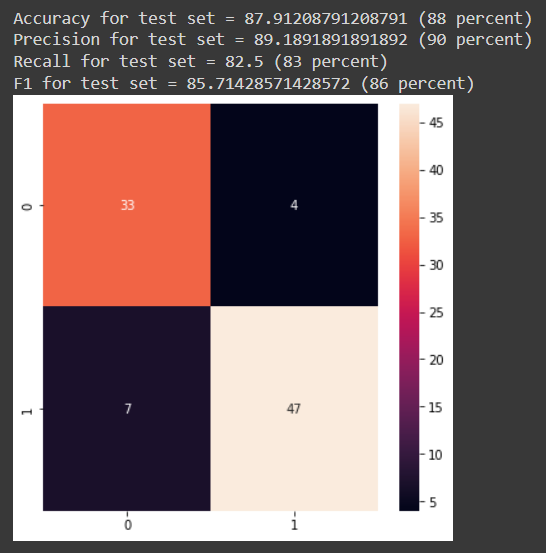 Accuracy for test set = 87.91208791208791 (88 percent)
Precision for test set = 89.1891891891892 (90 percent)
Recall for test set = 82.5 (83 percent)
F1 for test set = 85.71428571428572 (86 percent)
45
40
0 33 4
35
30
25
20
1 7 47
15
10
5
0 1